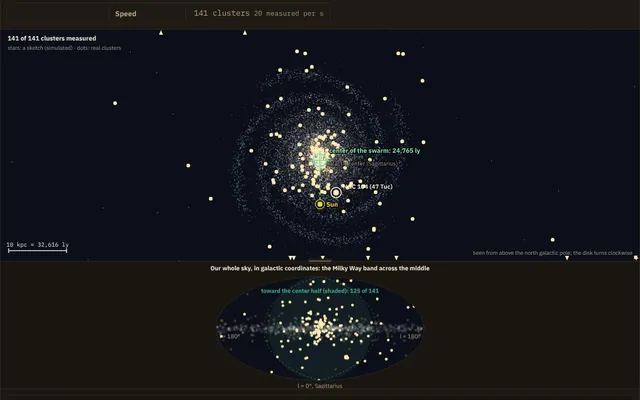 Speed 141 clusters 20 measured per s
141 of 141 clusters measured
stars: a sketch (simulated) · dots: real clusters
center of the swarm: 24,765 ly
center (Sagittarius)
104 (47 Tuc)
Sun
10 kpc = 32,616 ly
seen from above the north galactic pole; the disk turns clockwise
Our whole sky, in galactic coordinates: the Milky Way band across the middle
toward the center half (shaded): 125 of 141
180° l = 180°
l = 0°, Sagittarius